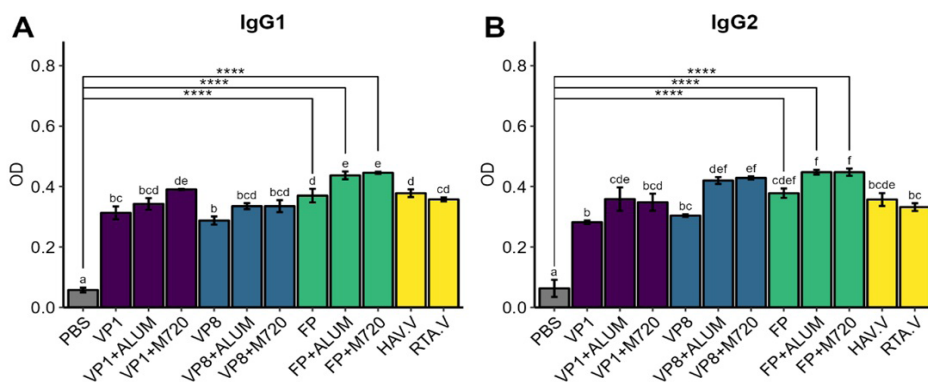 A
IgG1
OD
0.8
0.6
0.4
0.2
0.0
****
****
****
a
bc
bcd
de
b
bcd
bcd
d
e
e
d
cd
PBS
VP1
VP1+ALUM
VP1+M720
VP8
VP8+ALUM
VP8+M720
FP
FP+ALUM
FP+M720
HAV.V
RTA.V
B
IgG2
OD
0.8
0.6
0.4
0.2
0.0
****
****
****
a
b
cde
bcd
bc
def
ef
cdef
f
f
bcde
bc
PBS
VP1
VP1+ALUM
VP1+M720
VP8
VP8+ALUM
VP8+M720
FP
FP+ALUM
FP+M720
HAV.V
RTA.V